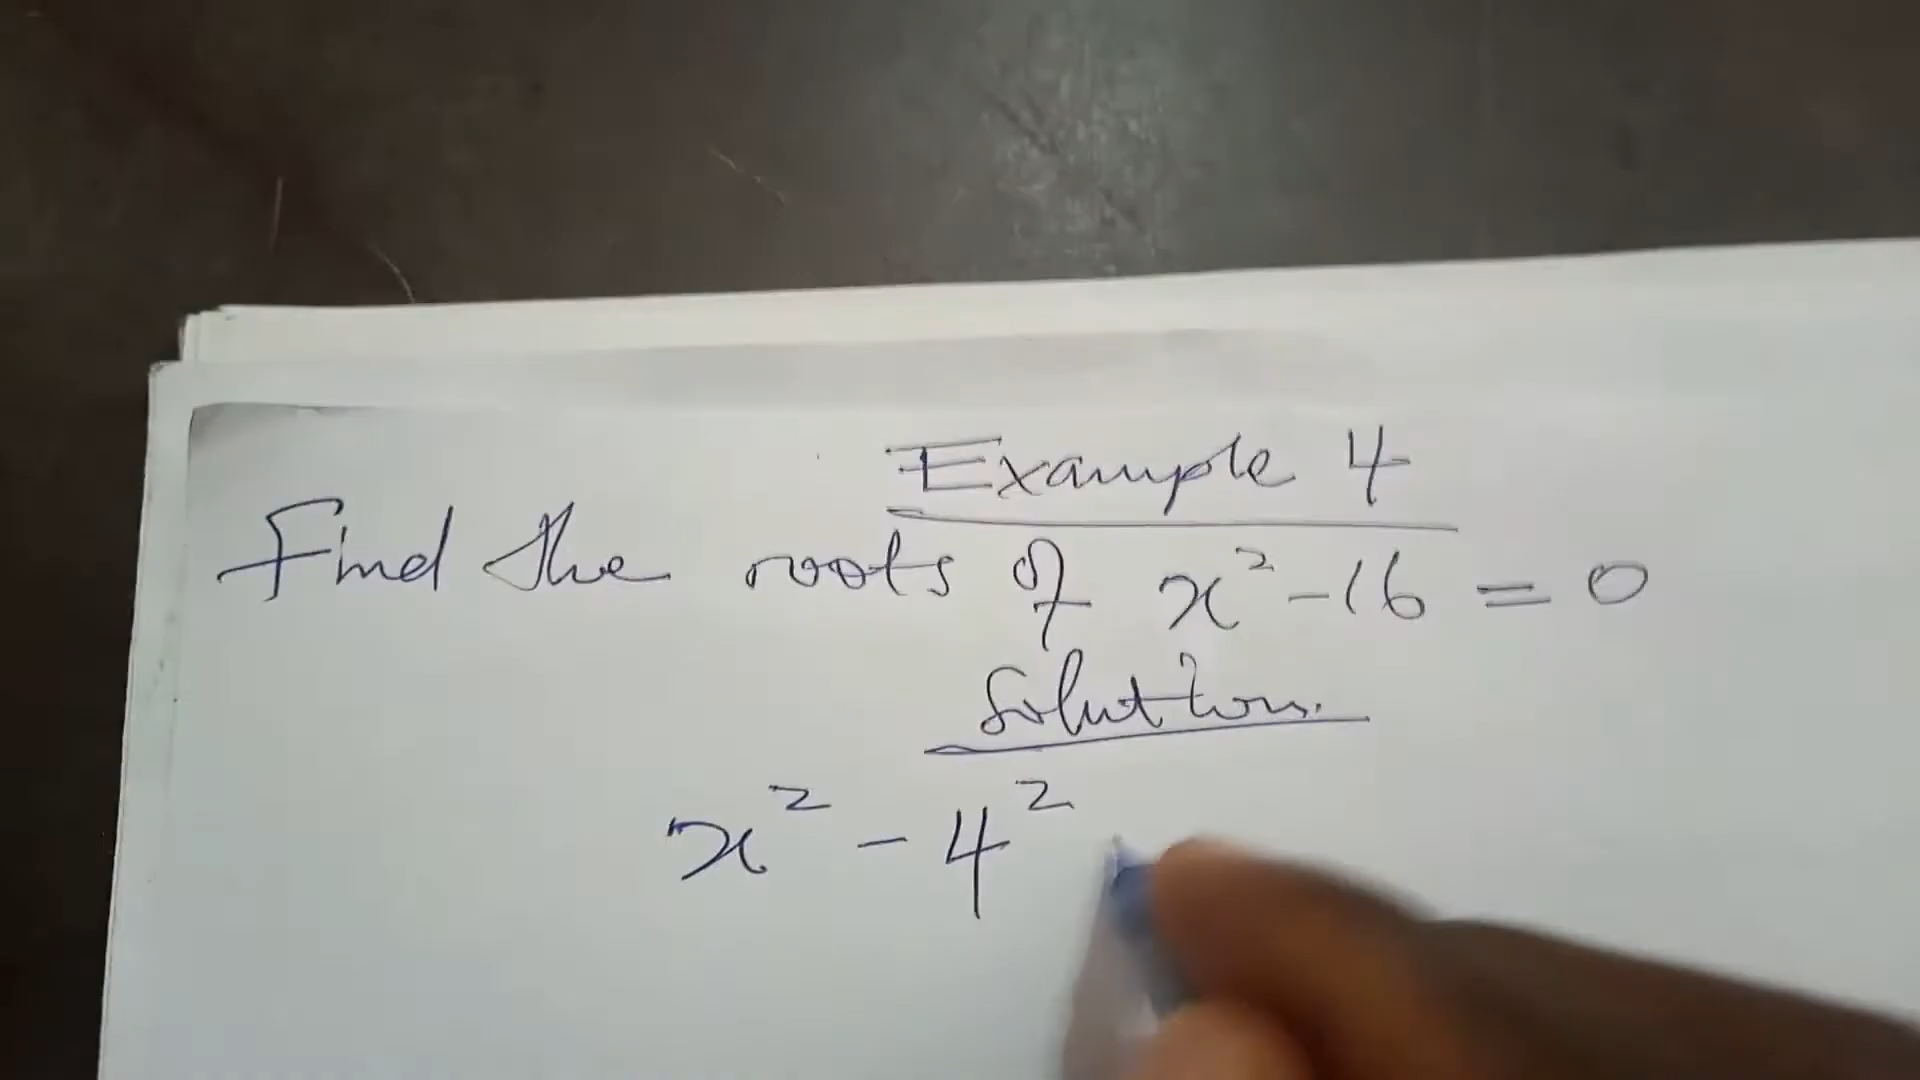 Example 4
Find the roots of x² - 16 = 0
Solution.
x² - 4²